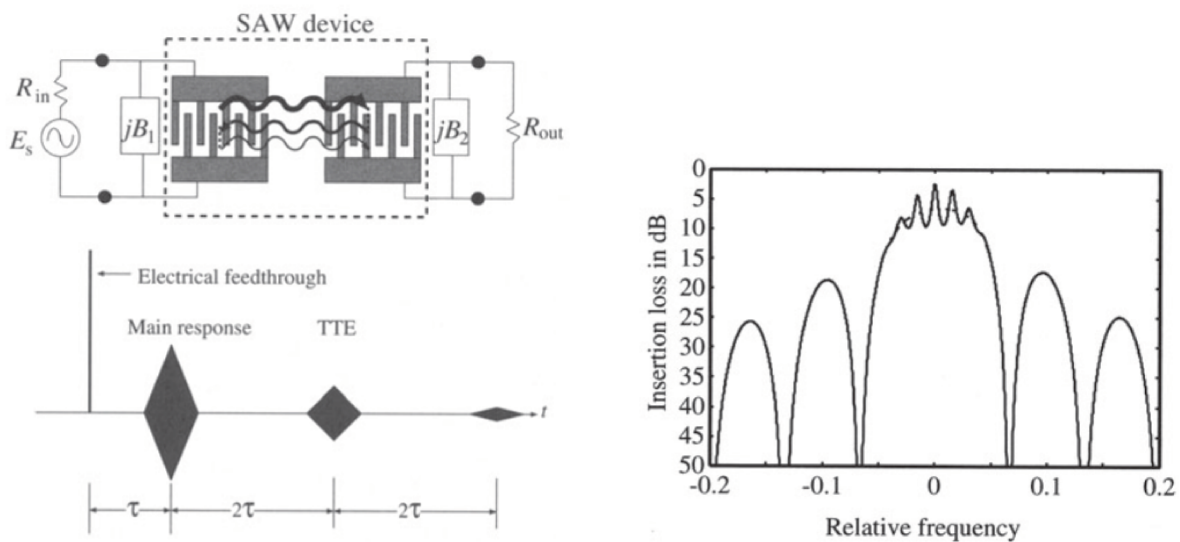 SAW device
R_in
E_s
jB_1
jB_2
R_out
Electrical feedthrough
Main response
TTE
t
τ
2τ
2τ
Insertion loss in dB
0
5
10
15
20
25
30
35
40
45
50
-0.2
-0.1
0
0.1
0.2
Relative frequency